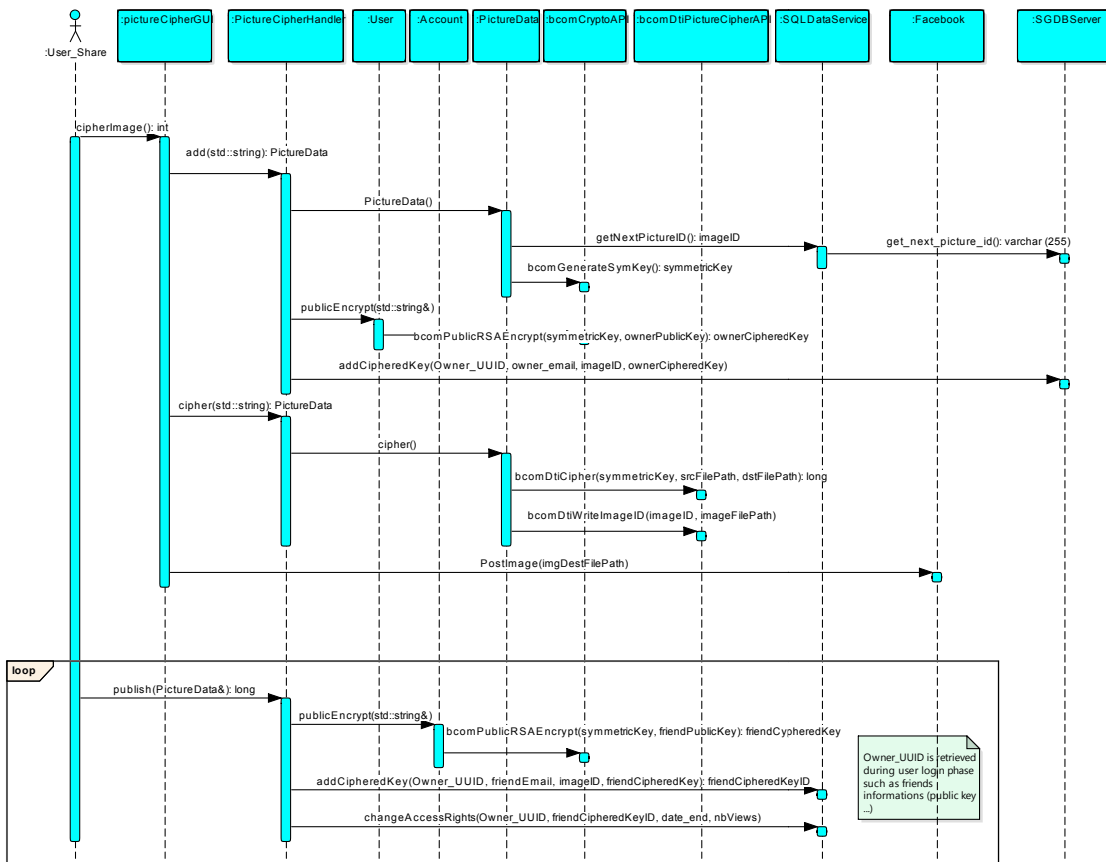 :pictureCipherGUI
:PictureCipherHandler
:User
:Account
:PictureData
:bcomCryptoAPI
:bcomDtiPictureCipherAPI
:SQLDataService
:Facebook
:SGDBServer
:User_Share
cipherImage(): int
add(std::string): PictureData
PictureData()
getNextPictureID(): imageID
get_next_picture_id(): varchar (255)
bcomGenerateSymKey(): symmetricKey
publicEncrypt(std::string&)
bcomPublicRSAEncrypt(symmetricKey, ownerPublicKey): ownerCipheredKey
addCipheredKey(Owner_UUID, owner_email, imageID, ownerCipheredKey)
cipher(std::string): PictureData
cipher()
bcomDtiCipher(symmetricKey, srcFilePath, dstFilePath): long
bcomDtiWriteImageID(imageID, imageFilePath)
PostImage(imgDestFilePath)
loop
publish(PictureData&): long
publicEncrypt(std::string&)
bcomPublicRSAEncrypt(symmetricKey, friendPublicKey): friendCypheredKey
Owner_UUID is retrieved
during user login phase
such as friends
informations (public key
...)
addCipheredKey(Owner_UUID, friendEmail, imageID, friendCipheredKey): friendCipheredKeyID
changeAccessRights(Owner_UUID, friendCipheredKeyID, date_end, nbViews)